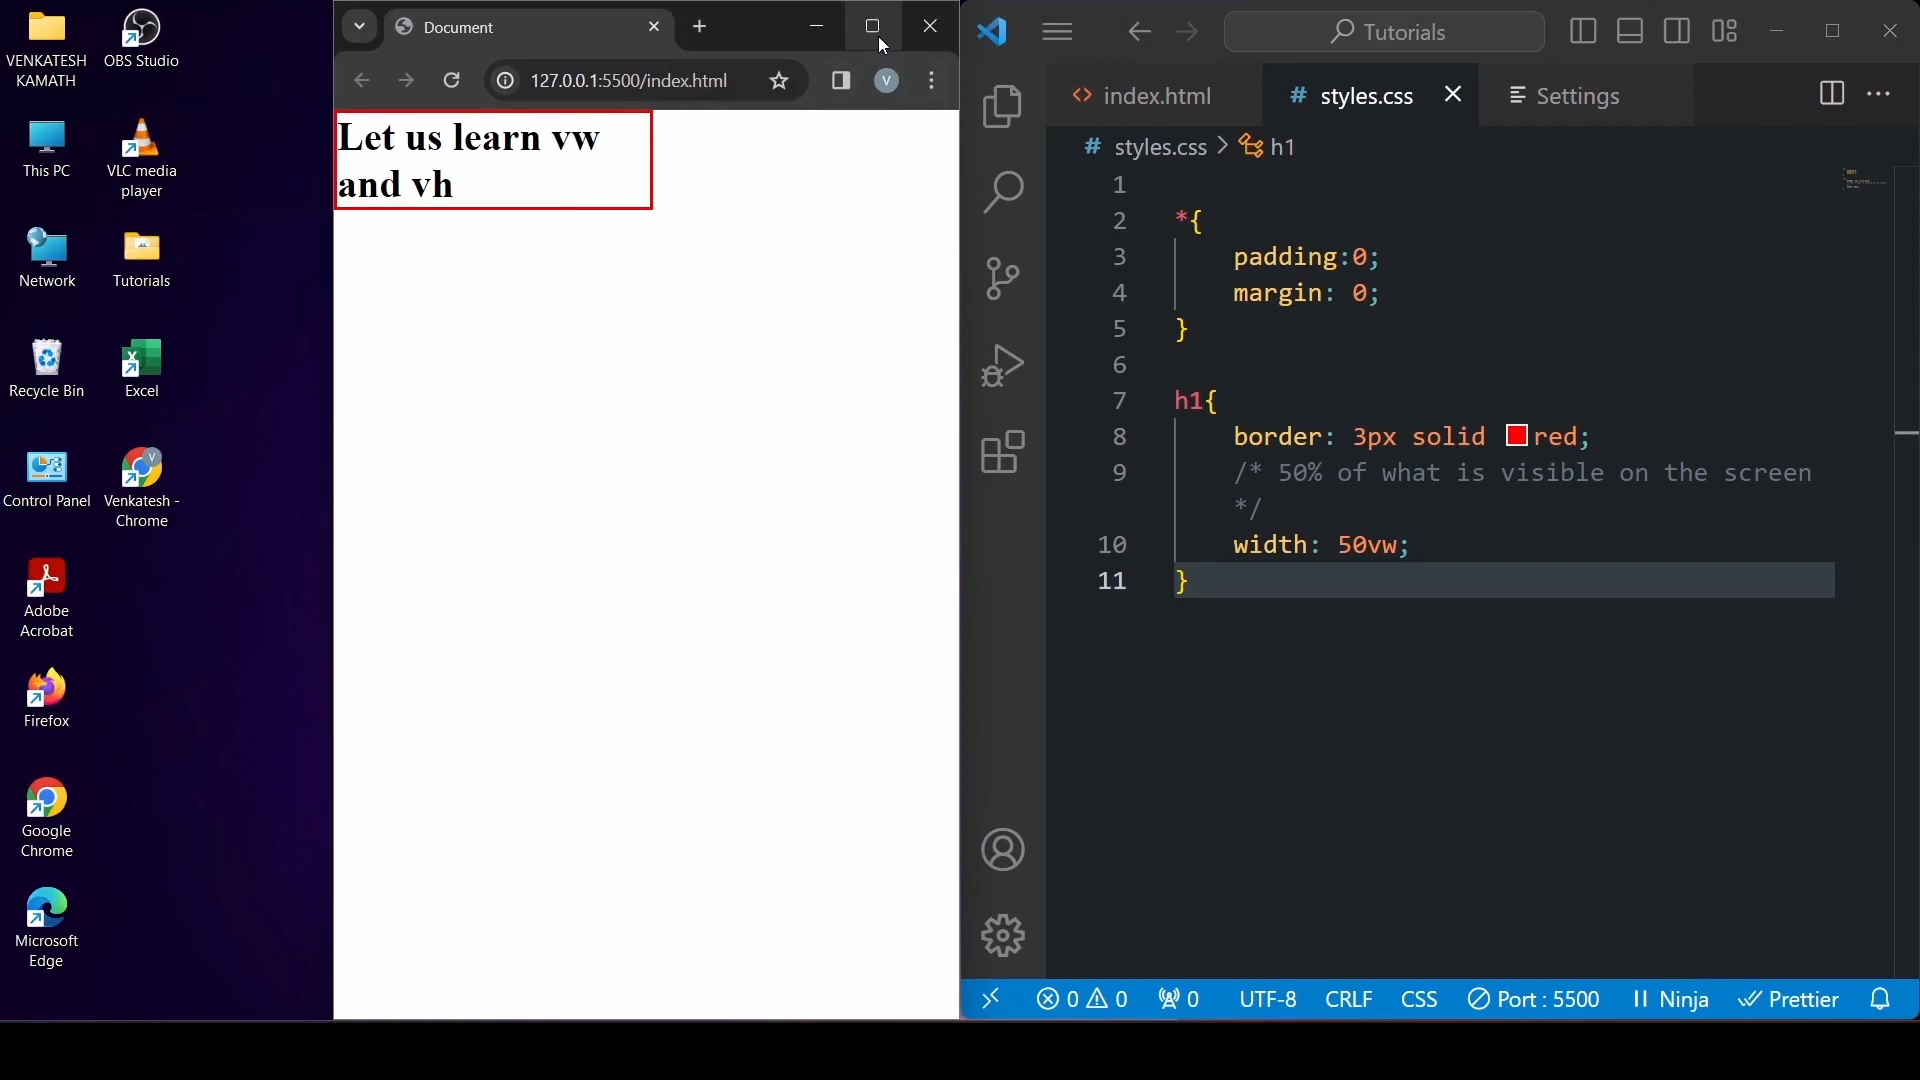 VENKATESH
KAMATH
OBS Studio
This PC
VLC media
player
Network
Tutorials
Recycle Bin
Excel
Control Panel
Venkatesh -
Chrome
Adobe
Acrobat
Firefox
Google
Chrome
Microsoft
Edge
Document
127.0.0.1:5500/index.html
V
Let us learn vw
and vh
Tutorials
<> index.html
# styles.css
Settings
# styles.css > h1
1
2 *{
3 padding:0;
4 margin: 0;
5 }
6
7 h1{
8 border: 3px solid red;
9 /* 50% of what is visible on the screen
*/
10 width: 50vw;
11 }
0 0 0 UTF-8 CRLF CSS Port : 5500 Ninja Prettier